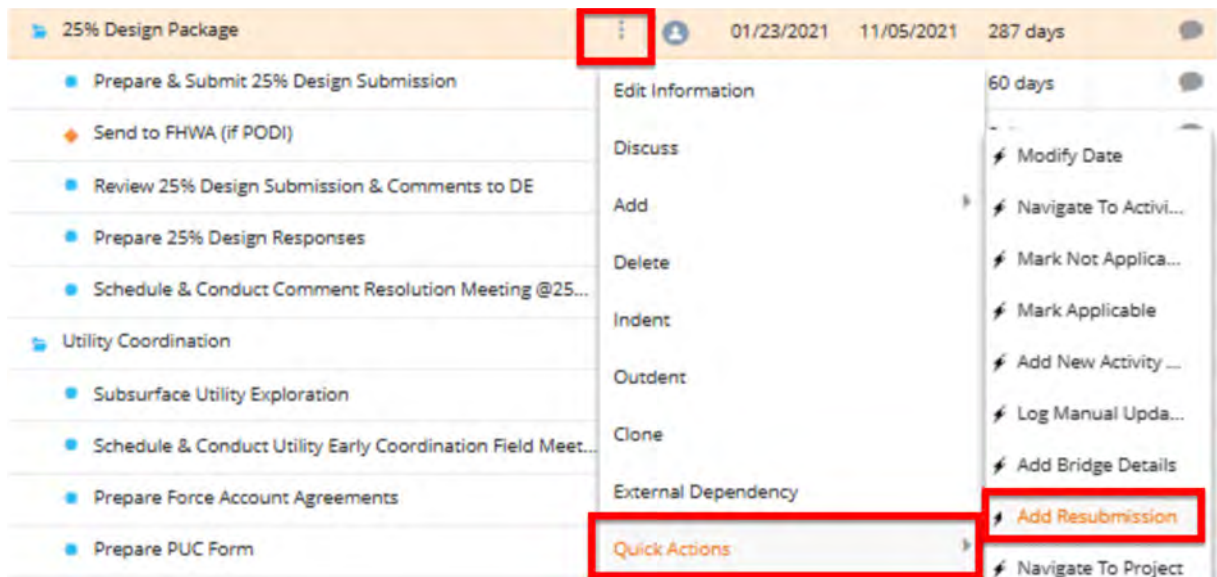 25% Design Package 01/23/2021 11/05/2021 287 days
Prepare & Submit 25% Design Submission 60 days
Send to FHWA (if PODI)
Review 25% Design Submission & Comments to DE
Prepare 25% Design Responses
Schedule & Conduct Comment Resolution Meeting @25...
Utility Coordination
Subsurface Utility Exploration
Schedule & Conduct Utility Early Coordination Field Meet...
Prepare Force Account Agreements
Prepare PUC Form
Edit Information
Discuss
Add
Delete
Indent
Outdent
Clone
External Dependency
Quick Actions
Modify Date
Navigate To Activi...
Mark Not Applica...
Mark Applicable
Add New Activity ...
Log Manual Upda...
Add Bridge Details
Add Resubmission
Navigate To Project